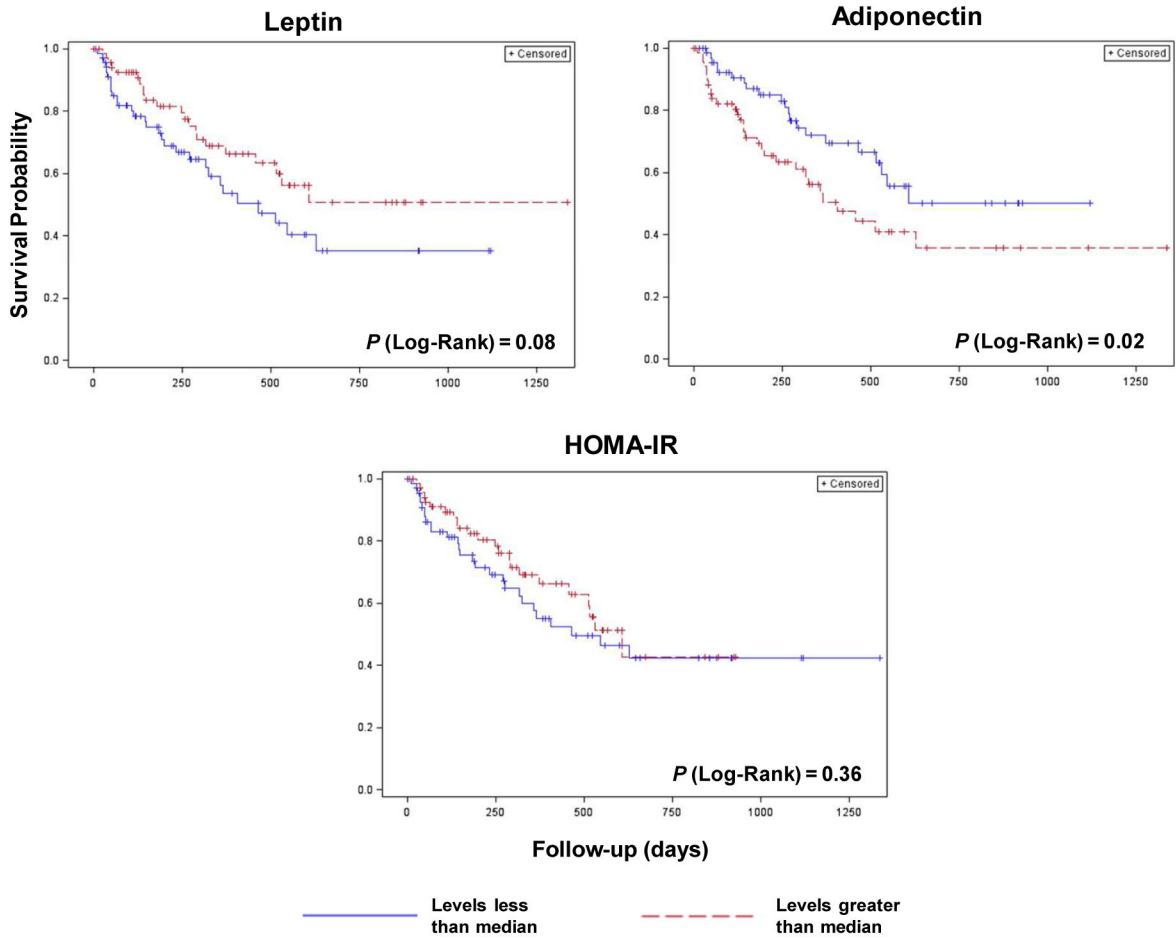 Leptin
Adiponectin
Survival Probability
1.0
0.8
0.6
0.4
0.2
0.0
+ Censored
P (Log-Rank) = 0.08
0 250 500 750 1000 1250
1.0
0.8
0.6
0.4
0.2
0.0
+ Censored
P (Log-Rank) = 0.02
0 250 500 750 1000 1250
HOMA-IR
1.0
0.8
0.6
0.4
0.2
0.0
+ Censored
P (Log-Rank) = 0.36
0 250 500 750 1000 1250
Follow-up (days)
Levels less
than median
Levels greater
than median